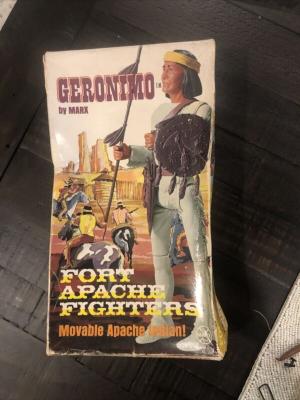 GERONIMO
by MARX
FORT
APACHE
FIGHTERS
Movable Apache Indian!